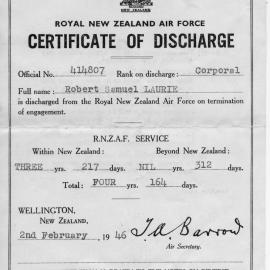 NEW ZEALAND
ROYAL NEW ZEALAND AIR FORCE
CERTIFICATE OF DISCHARGE
Official No. 414807 Rank on discharge: Corporal
Full name: Robert Samuel LAURIE
is discharged from the Royal New Zealand Air Force on termination
of engagement.
R.N.Z.A.F. SERVICE
Within New Zealand: Beyond New Zealand:
THREE yrs. 217 days. NIL yrs. 312 days.
Total: FOUR yrs. 164 days.
WELLINGTON,
NEW ZEALAND,
2nd February, 1946 T.A. Barrow
Air Secretary.